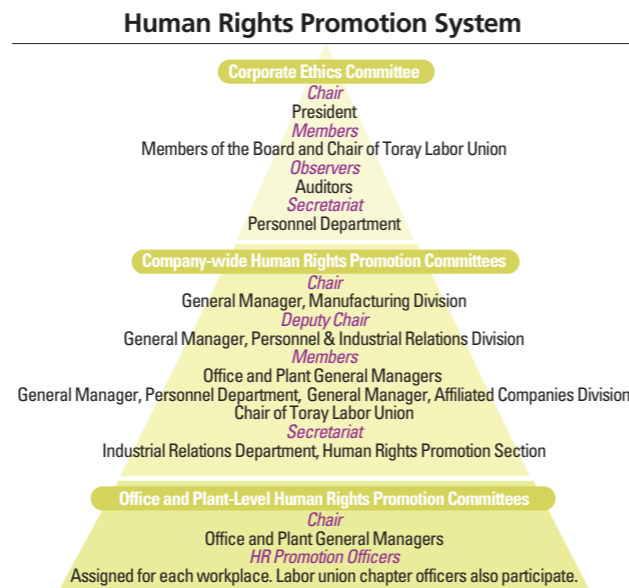 Human Rights Promotion System
Corporate Ethics Committee
Chair
President
Members
Members of the Board and Chair of Toray Labor Union
Observers
Auditors
Secretariat
Personnel Department
Company-wide Human Rights Promotion Committees
Chair
General Manager, Manufacturing Division
Deputy Chair
General Manager, Personnel & Industrial Relations Division
Members
Office and Plant General Managers
General Manager, Personnel Department, General Manager, Affiliated Companies Division
Chair of Toray Labor Union
Secretariat
Industrial Relations Department, Human Rights Promotion Section
Office and Plant-Level Human Rights Promotion Committees
Chair
Office and Plant General Managers
HR Promotion Officers
Assigned for each workplace. Labor union chapter officers also participate.